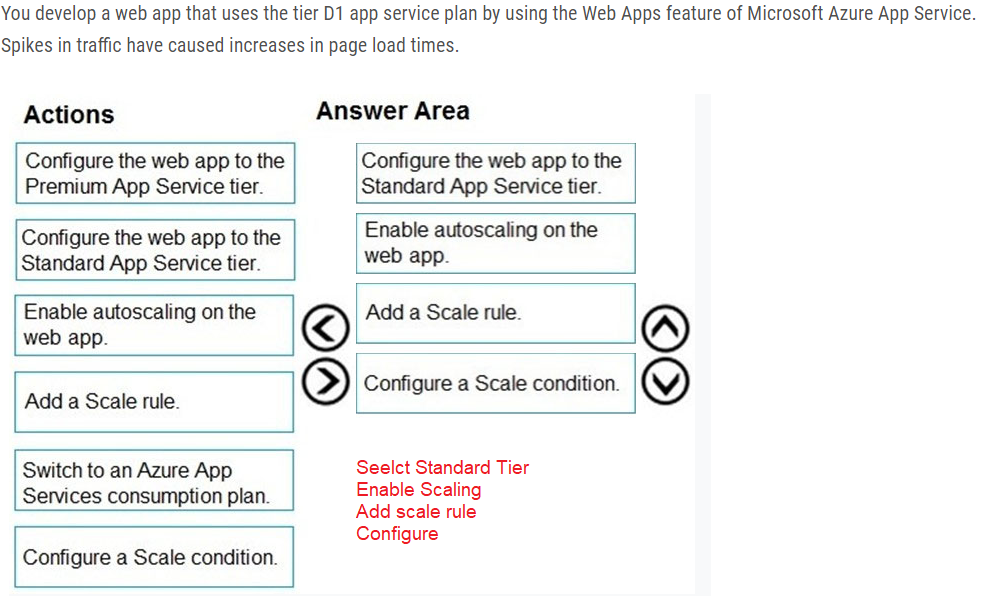 You develop a web app that uses the tier D1 app service plan by using the Web Apps feature of Microsoft Azure App Service.
Spikes in traffic have caused increases in page load times.
Actions
Configure the web app to the
Premium App Service tier.
Configure the web app to the
Standard App Service tier.
Enable autoscaling on the
web app.
Add a Scale rule.
Switch to an Azure App
Services consumption plan.
Configure a Scale condition.
Answer Area
Configure the web app to the
Standard App Service tier.
Enable autoscaling on the
web app.
Add a Scale rule.
Configure a Scale condition.
Seelct Standard Tier
Enable Scaling
Add scale rule
Configure